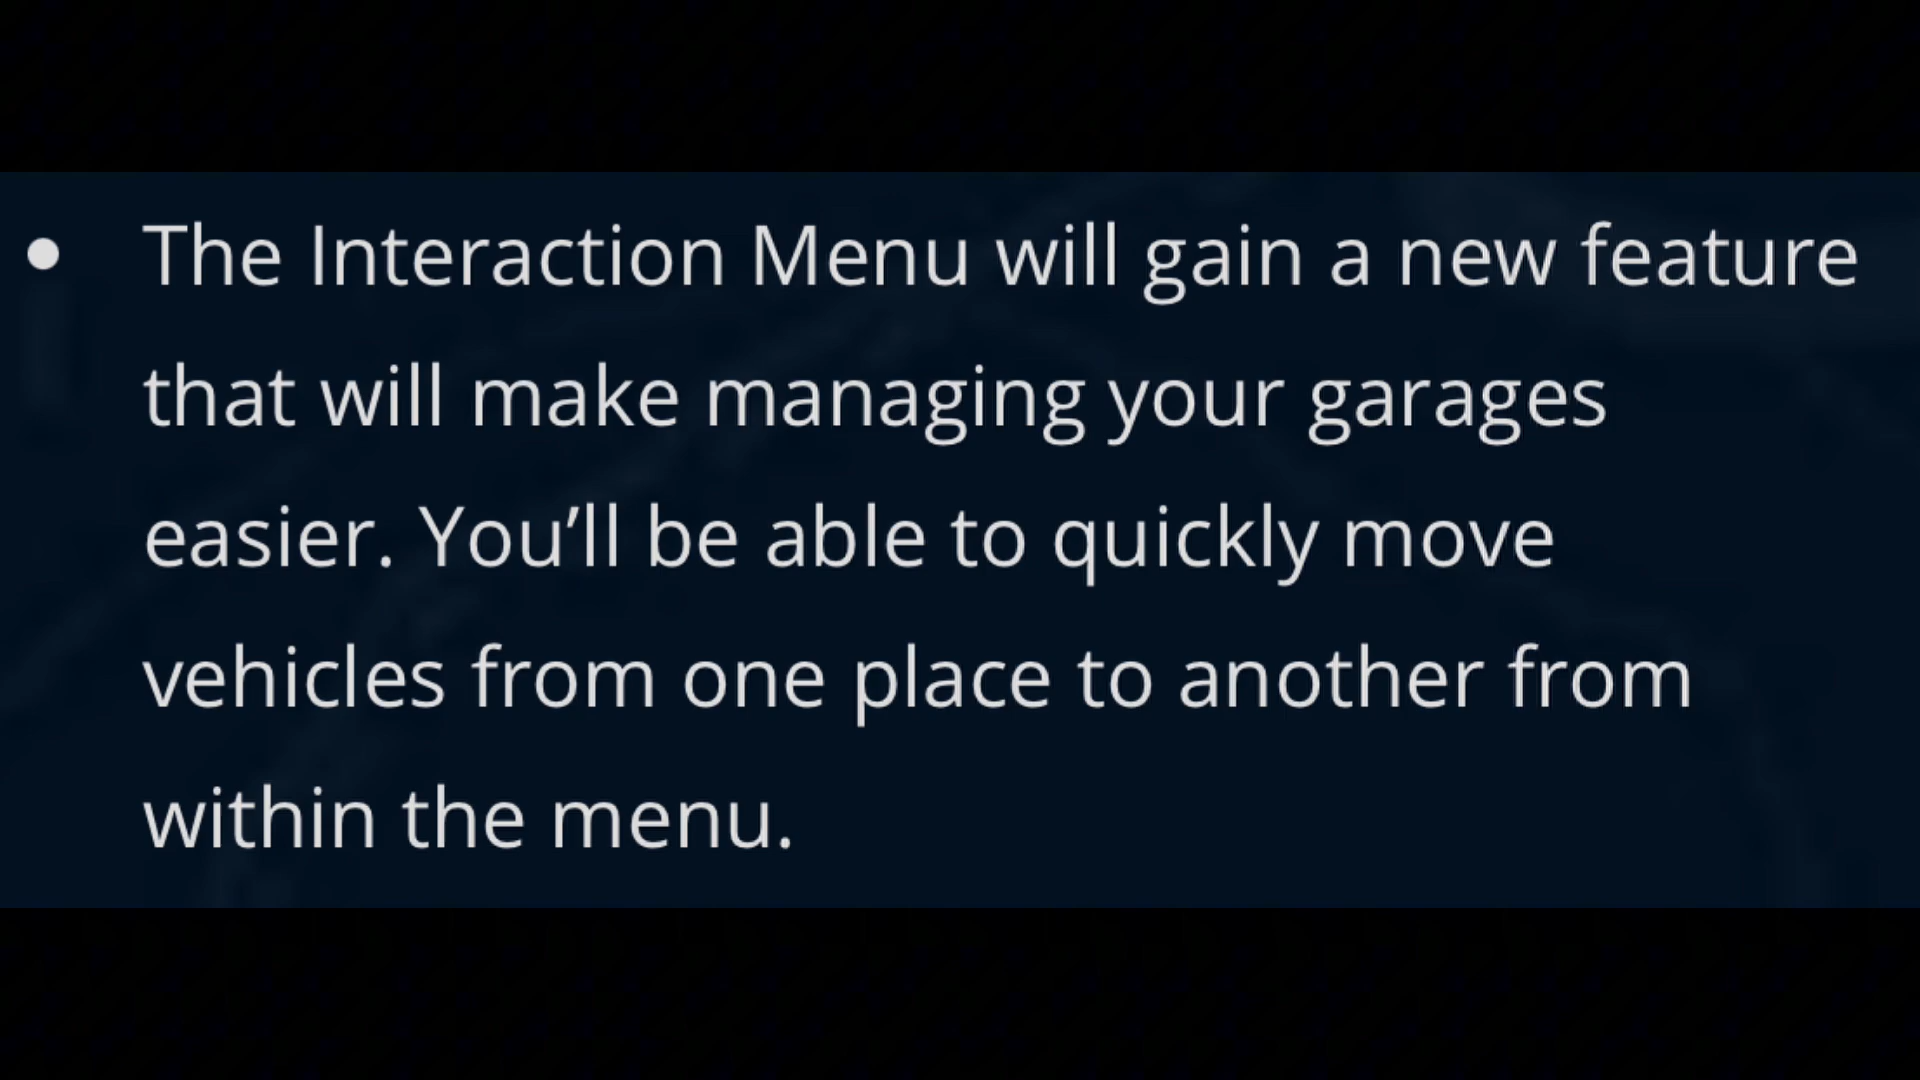 • The Interaction Menu will gain a new feature
that will make managing your garages
easier. You’ll be able to quickly move
vehicles from one place to another from
within the menu.